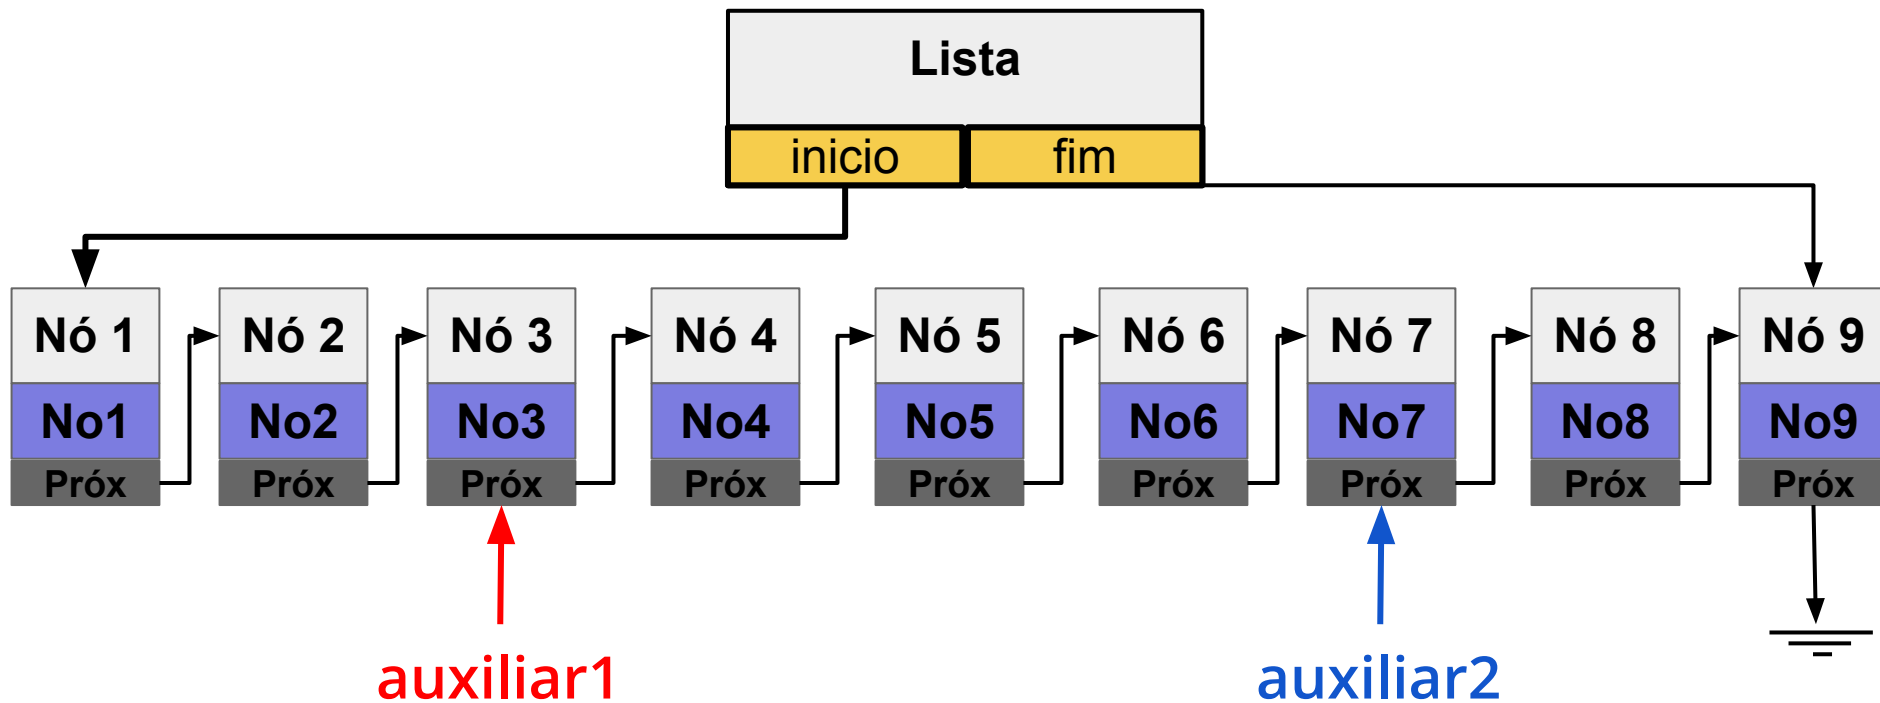 Lista
inicio fim
Nó 1 Nó 2 Nó 3 Nó 4 Nó 5 Nó 6 Nó 7 Nó 8 Nó 9
No1 No2 No3 No4 No5 No6 No7 No8 No9
Próx Próx Próx Próx Próx Próx Próx Próx Próx
auxiliar1 auxiliar2